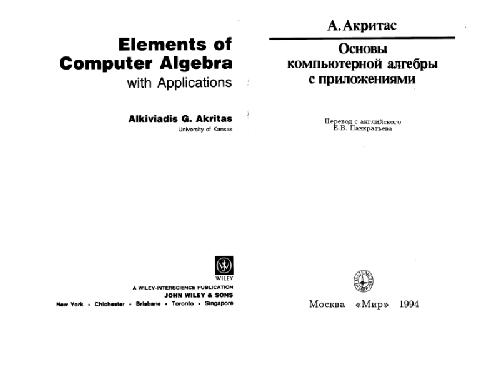 Elements of
Computer Algebra
with Applications
Alkiviadis G. Akritas
University of Kansas
WILEY
A WILEY-INTERSCIENCE PUBLICATION
JOHN WILEY & SONS
New York • Chichester • Brisbane • Toronto • Singapore
А. Акритас
Основы
компьютерной алгебры
с приложениями
Перевод с английского
Е.В. Панкратьева
Москва «Мир» 1994